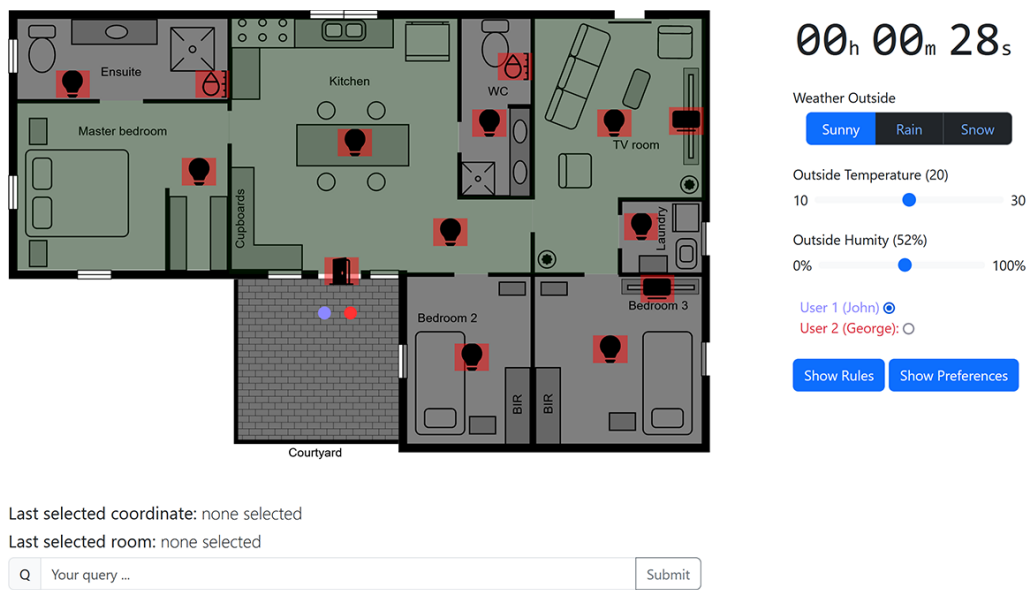 00h 00m 28s
Ensuite
Kitchen
WC
Master bedroom
TV room
Cupboards
Laundry
Bedroom 2
Bedroom 3
BIR
BIR
Courtyard
Weather Outside
Sunny Rain Snow
Outside Temperature (20)
10 30
Outside Humity (52%)
0% 100%
User 1 (John)
User 2 (George):
Show Rules Show Preferences
Last selected coordinate: none selected
Last selected room: none selected
Q Your query ... Submit